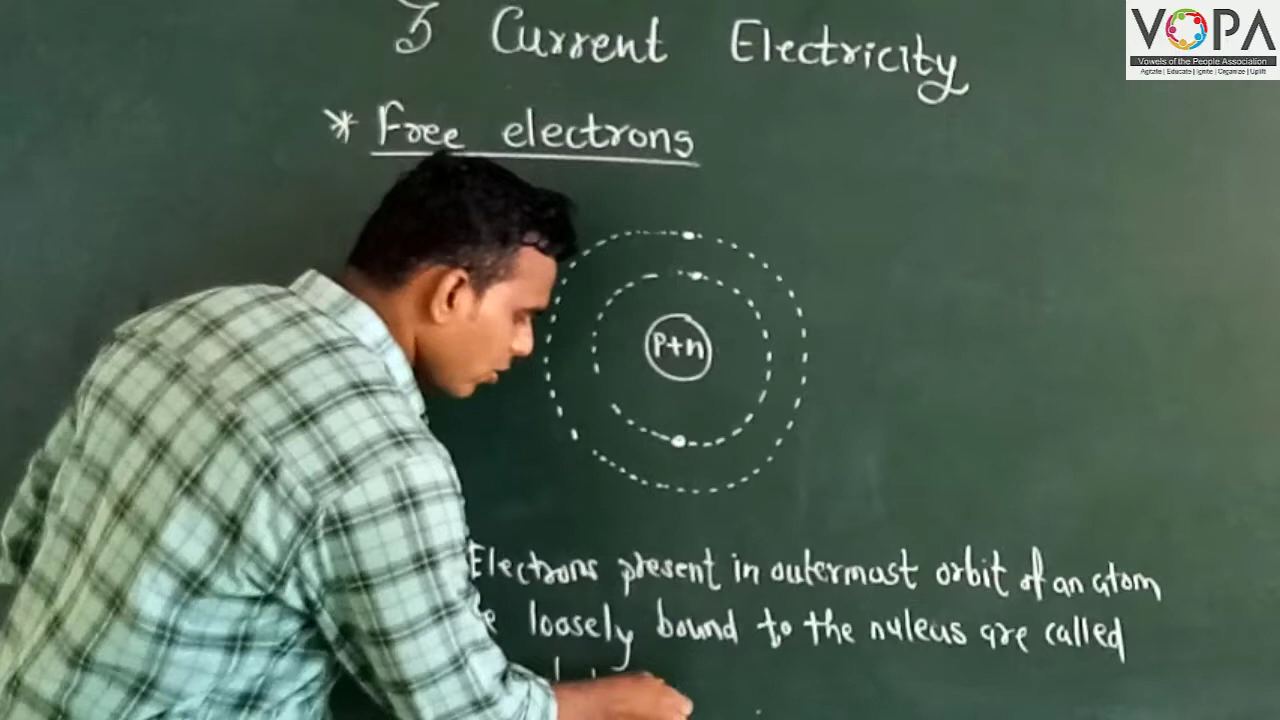 3 Current Electricity
* Free electrons
P+n
Electrons present in outermost orbit of an atom
loosely bound to the nuleus are called
VOPA
Vowels of the People Association
Agitate | Educate | Ignite | Organize | Uplift